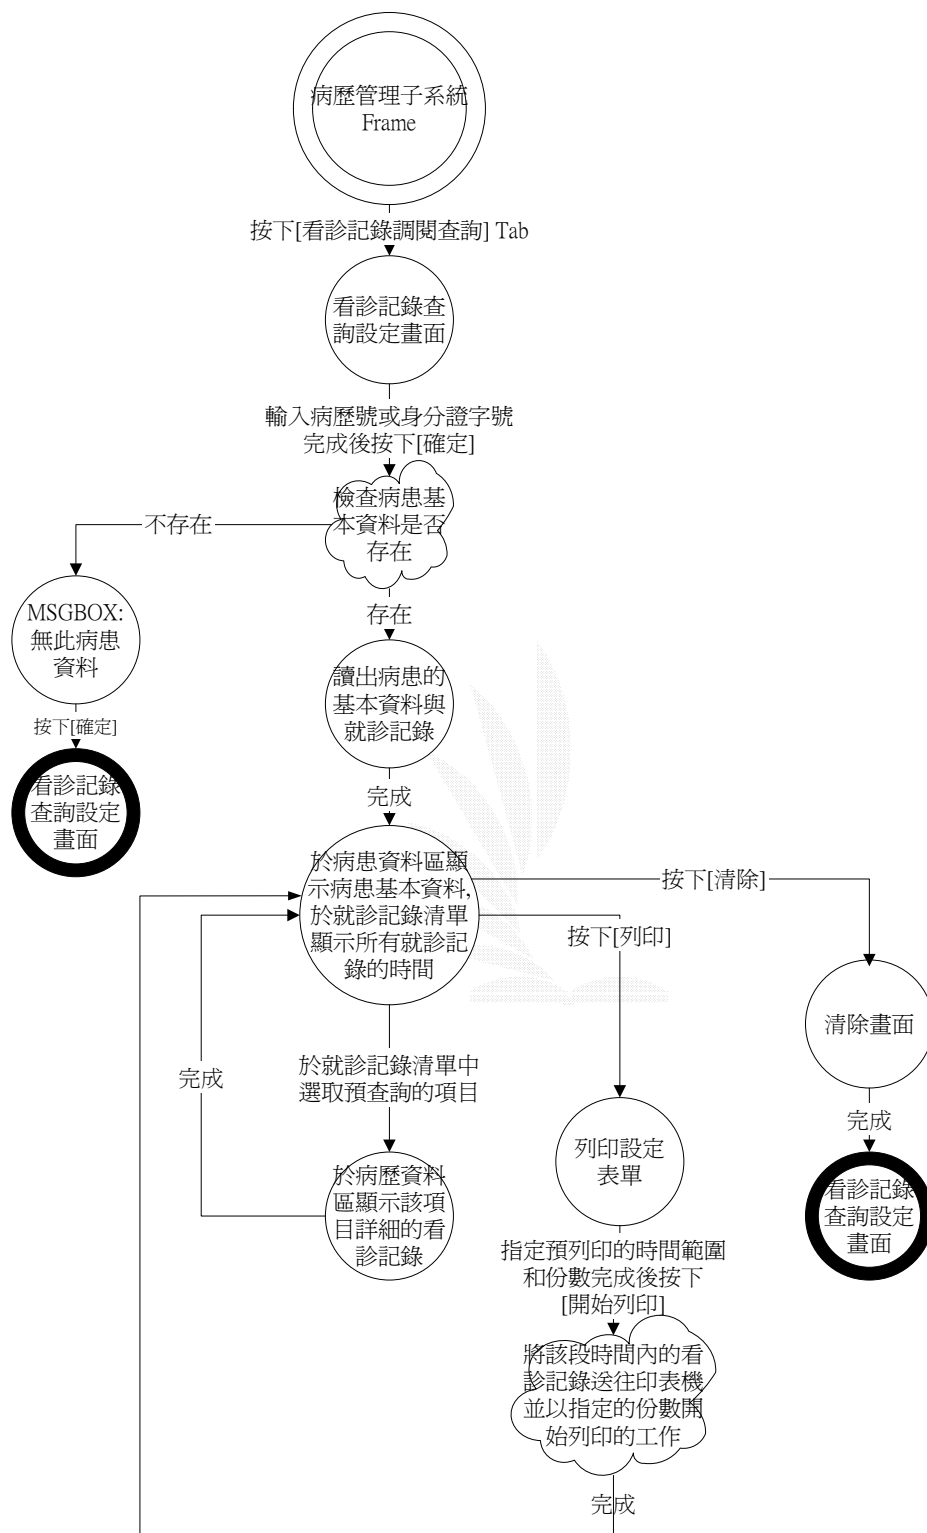 病歷管理子系統
Frame
按下[看診記錄調閱查詢] Tab
看診記錄查
詢設定畫面
輸入病歷號或身分證字號
完成後按下[確定]
檢查病患基
本資料是否
存在
不存在
MSGBOX:
無此病患
資料
按下[確定]
看診記錄
查詢設定
畫面
存在
讀出病患的
基本資料與
就診記錄
完成
於病患資料區顯
示病患基本資料,
於就診記錄清單
顯示所有就診記
錄的時間
按下[清除]
按下[列印]
清除畫面
完成
看診記錄
查詢設定
畫面
於就診記錄清單中
選取預查詢的項目
完成
於病歷資料
區顯示該項
目詳細的看
診記錄
列印設定
表單
指定預列印的時間範圍
和份數完成後按下
[開始列印]
將該段時間內的看
診記錄送往印表機
並以指定的份數開
始列印的工作
完成